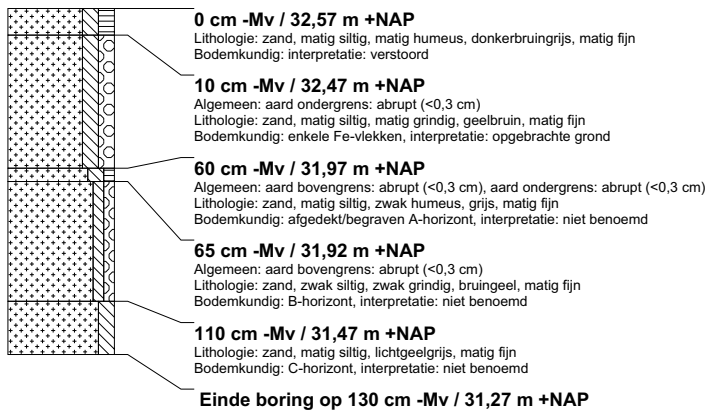 0 cm -Mv / 32,57 m +NAP
Lithologie: zand, matig siltig, matig humeus, donkerbruingrijs, matig fijn
Bodemkundig: interpretatie: verstoord
10 cm -Mv / 32,47 m +NAP
Algemeen: aard ondergrens: abrupt (<0,3 cm)
Lithologie: zand, matig siltig, matig grindig, geelbruin, matig fijn
Bodemkundig: enkele Fe-vlekken, interpretatie: opgebrachte grond
60 cm -Mv / 31,97 m +NAP
Algemeen: aard bovengrens: abrupt (<0,3 cm), aard ondergrens: abrupt (<0,3 cm)
Lithologie: zand, matig siltig, zwak humeus, grijs, matig fijn
Bodemkundig: afgedekt/begraven A-horizont, interpretatie: niet benoemd
65 cm -Mv / 31,92 m +NAP
Algemeen: aard bovengrens: abrupt (<0,3 cm)
Lithologie: zand, zwak siltig, zwak grindig, bruingeel, matig fijn
Bodemkundig: B-horizont, interpretatie: niet benoemd
110 cm -Mv / 31,47 m +NAP
Lithologie: zand, matig siltig, lichtgeelgrijs, matig fijn
Bodemkundig: C-horizont, interpretatie: niet benoemd
Einde boring op 130 cm -Mv / 31,27 m +NAP